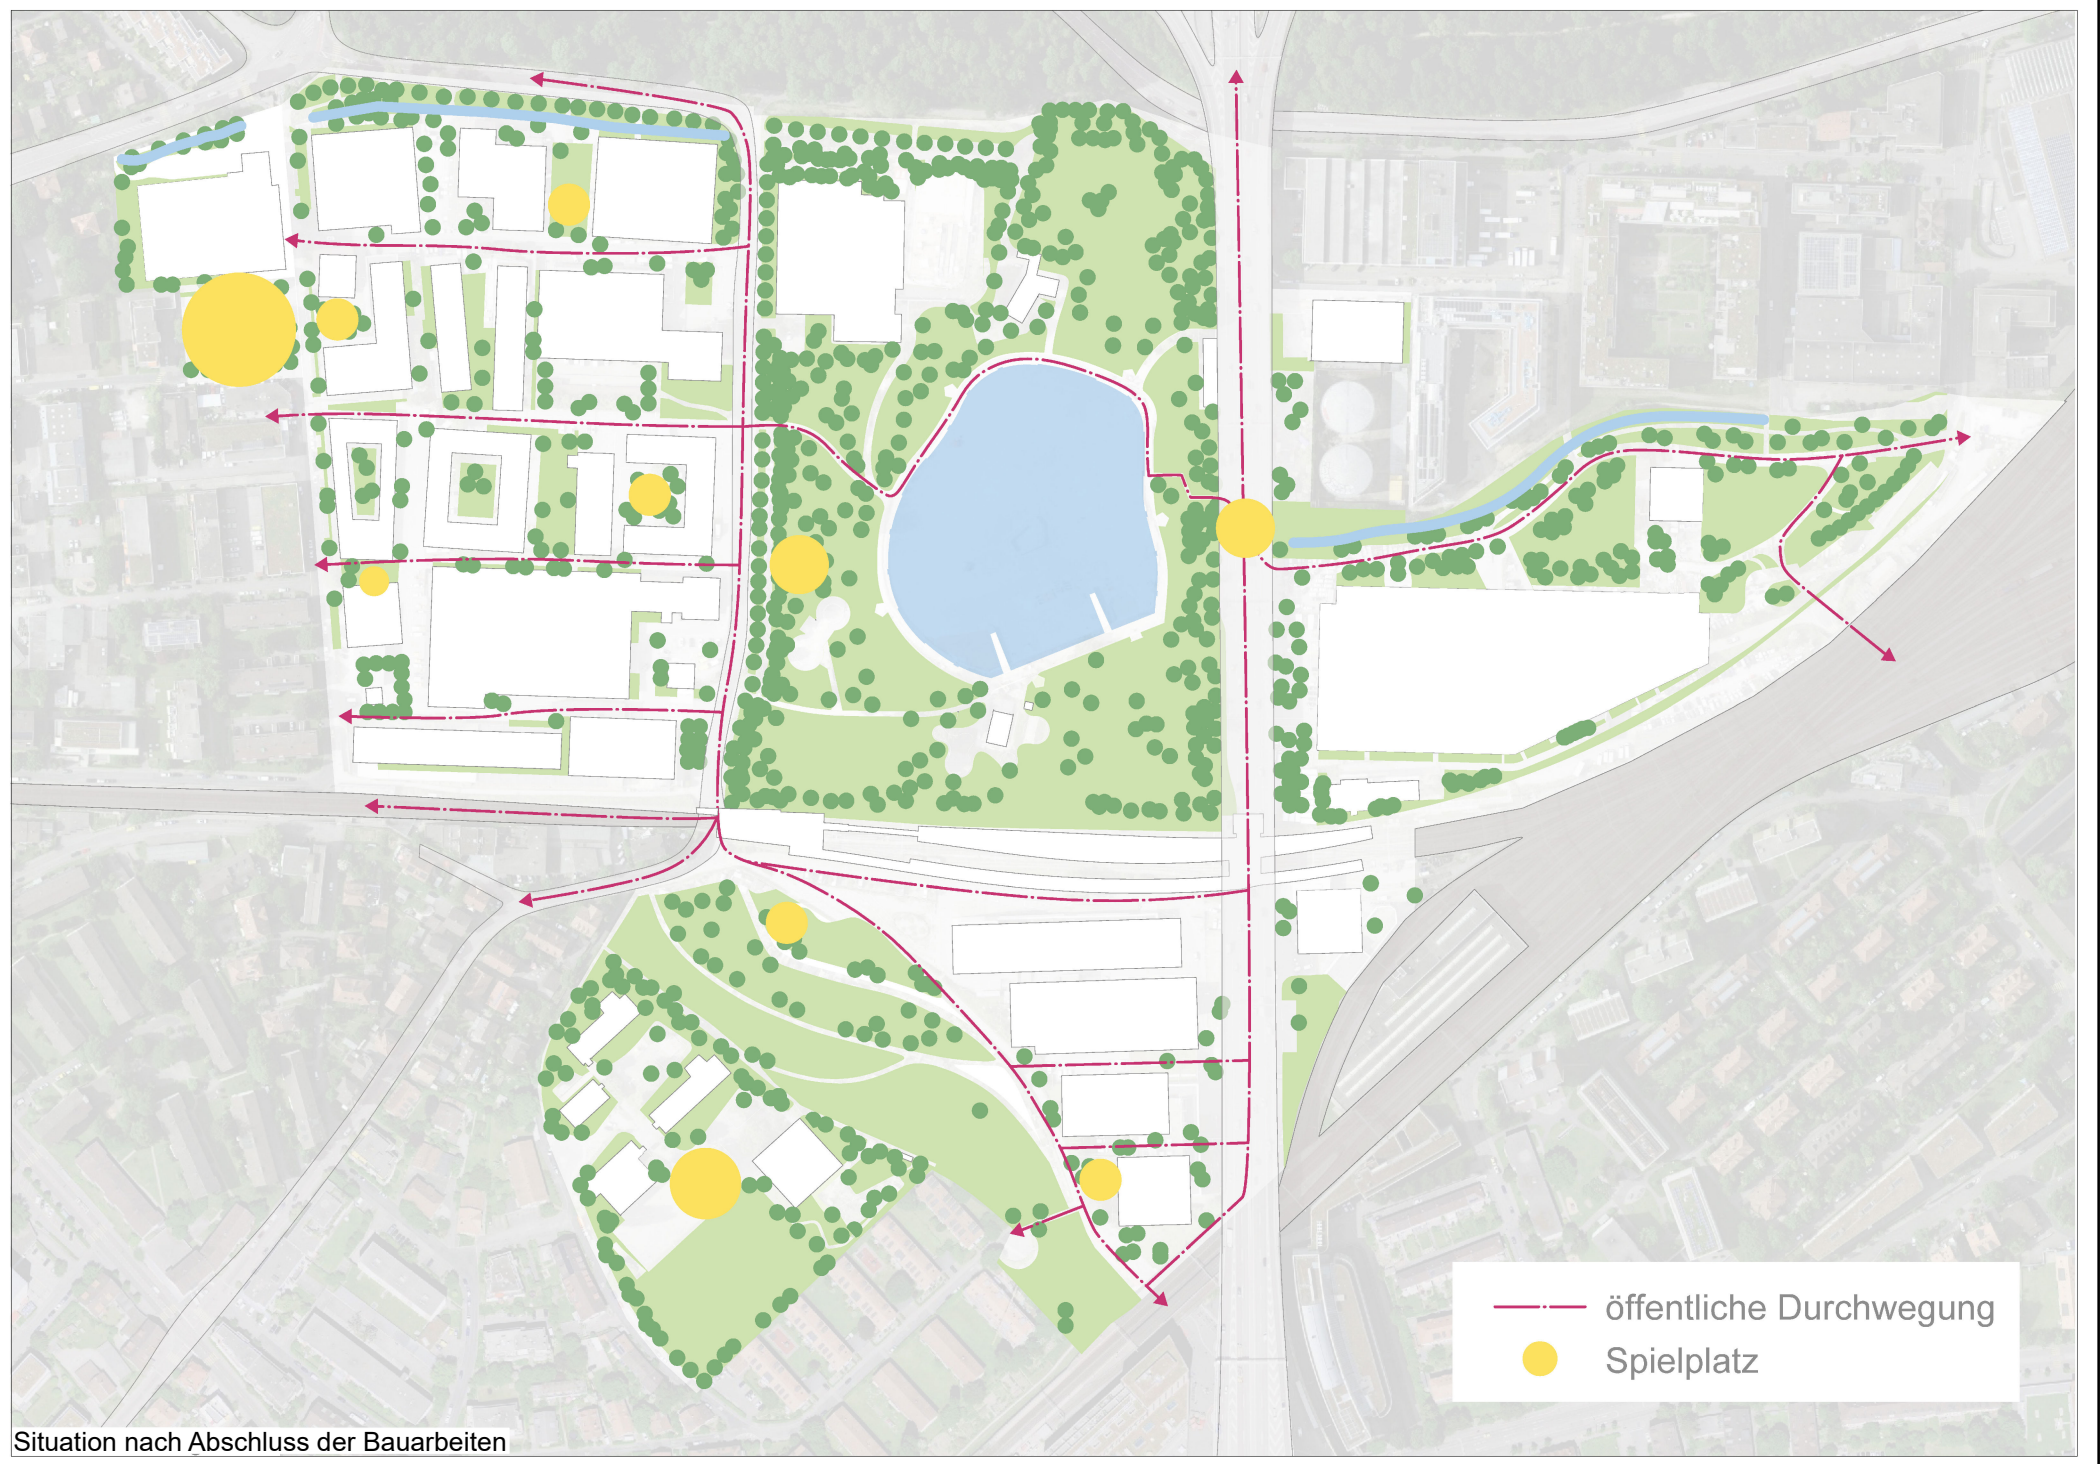 öffentliche Durchwegung
Spielplatz
Situation nach Abschluss der Bauarbeiten